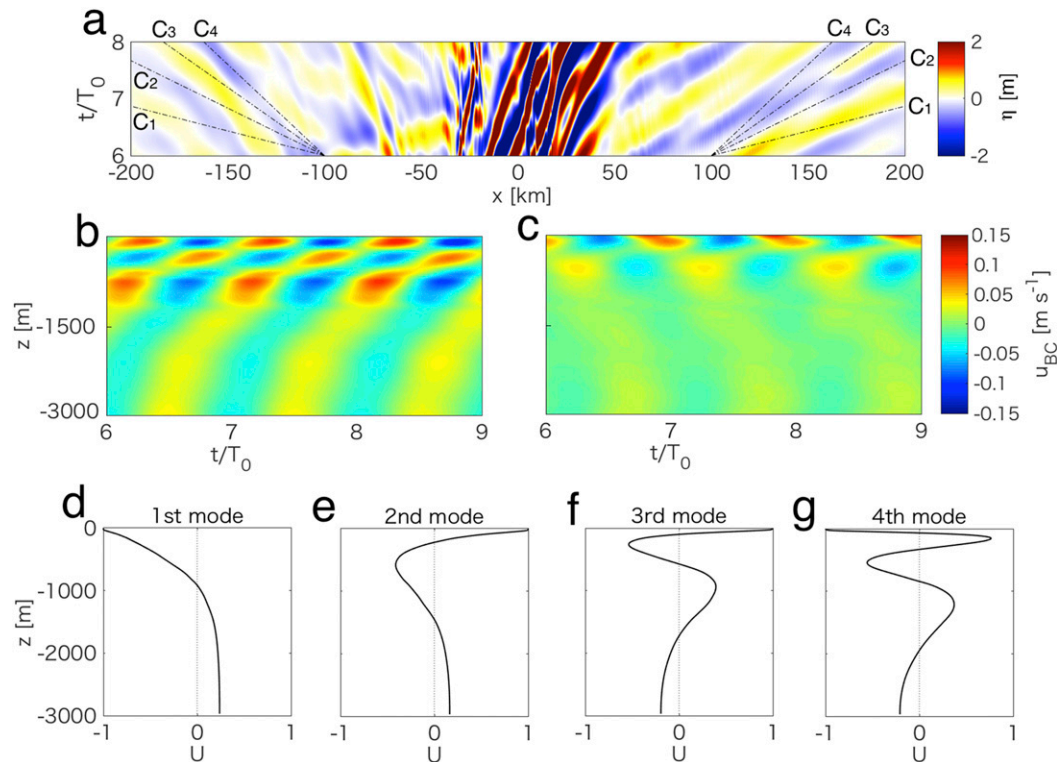 a
C₃ C₄ C₄ C₃
C₂ C₂
C₁ C₁
t/T₀
8
7
6
-200 -150 -100 -50 0 50 100 150 200
x [km]
2
0
-2
η [m]
b
c
z [m]
-1500
-3000
6 7 8 9
t/T₀
6 7 8 9
t/T₀
0.15
0.1
0.05
0
-0.05
-0.1
-0.15
u_BC [m s⁻¹]
d 1st mode
e 2nd mode
f 3rd mode
g 4th mode
z [m]
0
-1000
-2000
-3000
-1 0 1
U
-1 0 1
U
-1 0 1
U
-1 0 1
U